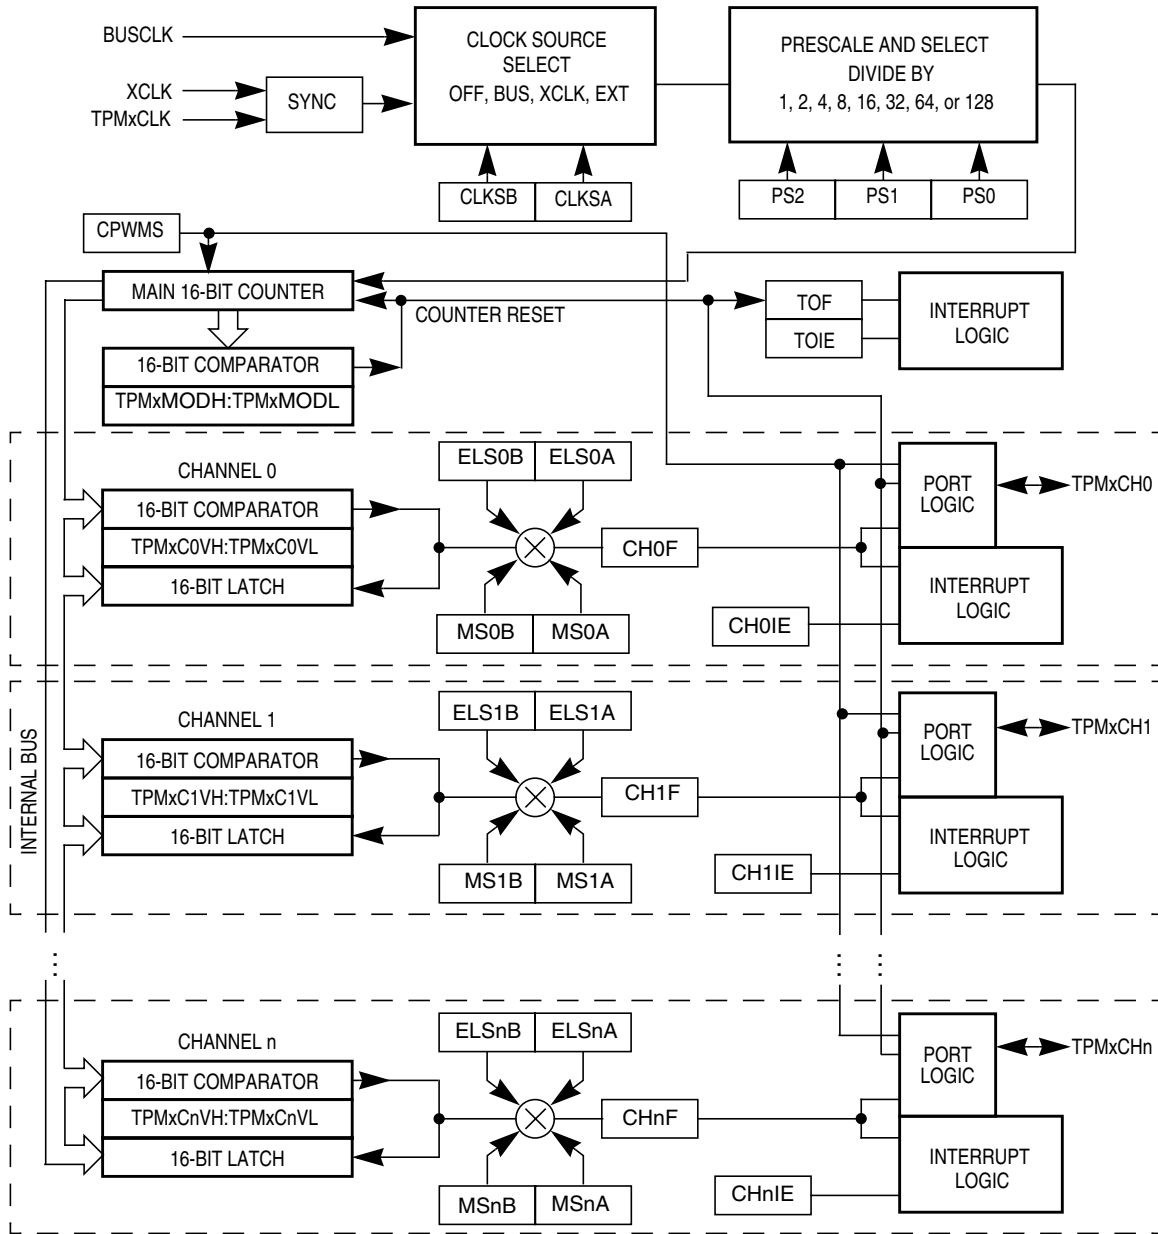 BUSCLK
XCLK
TPMxCLK
SYNC
CLOCK SOURCE
SELECT
OFF, BUS, XCLK, EXT
PRESCALE AND SELECT
DIVIDE BY
1, 2, 4, 8, 16, 32, 64, or 128
CLKSB
CLKSA
PS2
PS1
PS0
CPWMS
MAIN 16-BIT COUNTER
COUNTER RESET
16-BIT COMPARATOR
TPMxMODH:TPMxMODL
TOF
TOIE
INTERRUPT
LOGIC
CHANNEL 0
16-BIT COMPARATOR
TPMxC0VH:TPMxC0VL
16-BIT LATCH
ELS0B
ELS0A
MS0B
MS0A
CH0F
CH0IE
PORT
LOGIC
INTERRUPT
LOGIC
TPMxCH0
INTERNAL BUS
CHANNEL 1
16-BIT COMPARATOR
TPMxC1VH:TPMxC1VL
16-BIT LATCH
ELS1B
ELS1A
MS1B
MS1A
CH1F
CH1IE
PORT
LOGIC
INTERRUPT
LOGIC
TPMxCH1
...
... ...
CHANNEL n
16-BIT COMPARATOR
TPMxCnVH:TPMxCnVL
16-BIT LATCH
ELSnB
ELSnA
MSnB
MSnA
CHnF
CHnIE
PORT
LOGIC
INTERRUPT
LOGIC
TPMxCHn